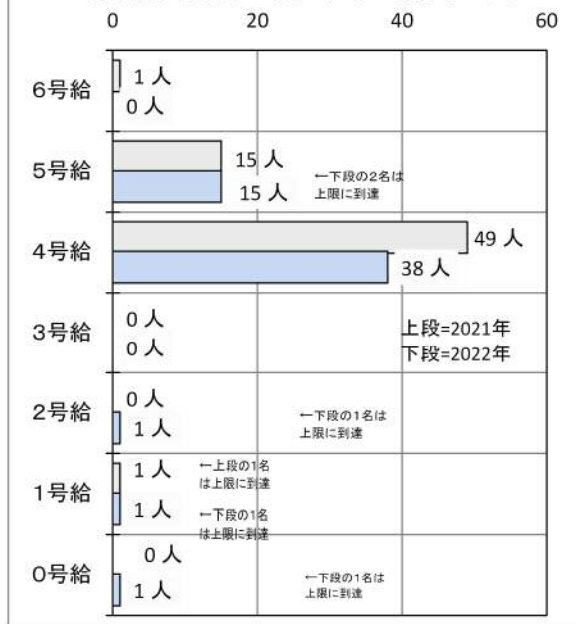 0 20 40 60
6号給
1 人
0 人
5号給
15 人
15 人
←下段の2名は
上限に到達
4号給
49 人
38 人
3号給
0 人
0 人
上段=2021年
下段=2022年
2号給
0 人
1 人
←下段の1名は
上限に到達
1号給
1 人
←上段の1名
は上限に到達
1 人
←下段の1名
は上限に到達
0号給
0 人
1 人
←下段の1名は
上限に到達